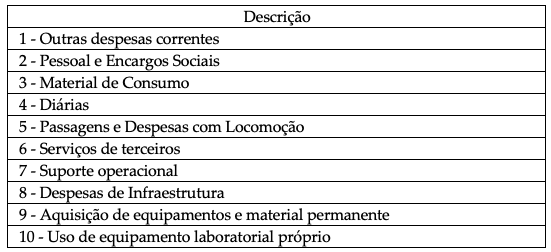 Descrição
1 - Outras despesas correntes
2 - Pessoal e Encargos Sociais
3 - Material de Consumo
4 - Diárias
5 - Passagens e Despesas com Locomoção
6 - Serviços de terceiros
7 - Suporte operacional
8 - Despesas de Infraestrutura
9 - Aquisição de equipamentos e material permanente
10 - Uso de equipamento laboratorial próprio